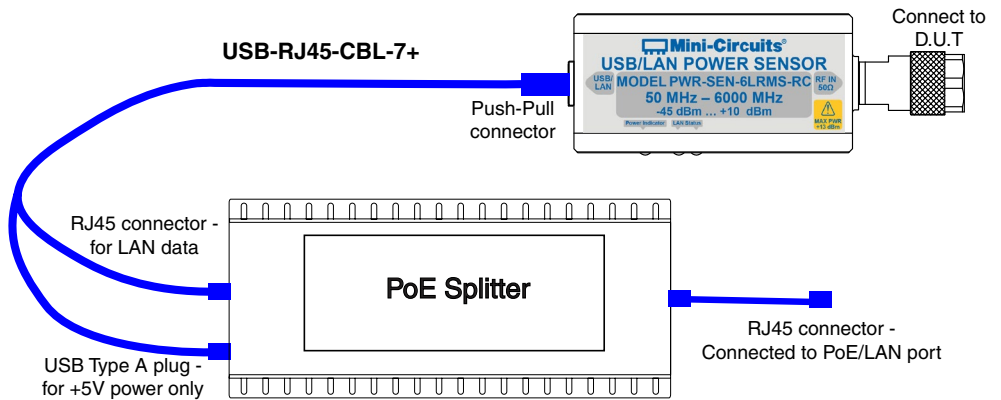 Connect to
D.U.T
USB-RJ45-CBL-7+
Push-Pull
connector
Mini-Circuits®
USB/LAN POWER SENSOR
USB/
LAN
MODEL PWR-SEN-6LRMS-RC
RF IN
50Ω
50 MHz – 6000 MHz
-45 dBm ... +10 dBm
Power Indicator
LAN Status
MAX PWR
+13 dBm
RJ45 connector -
for LAN data
PoE Splitter
RJ45 connector -
Connected to PoE/LAN port
USB Type A plug -
for +5V power only